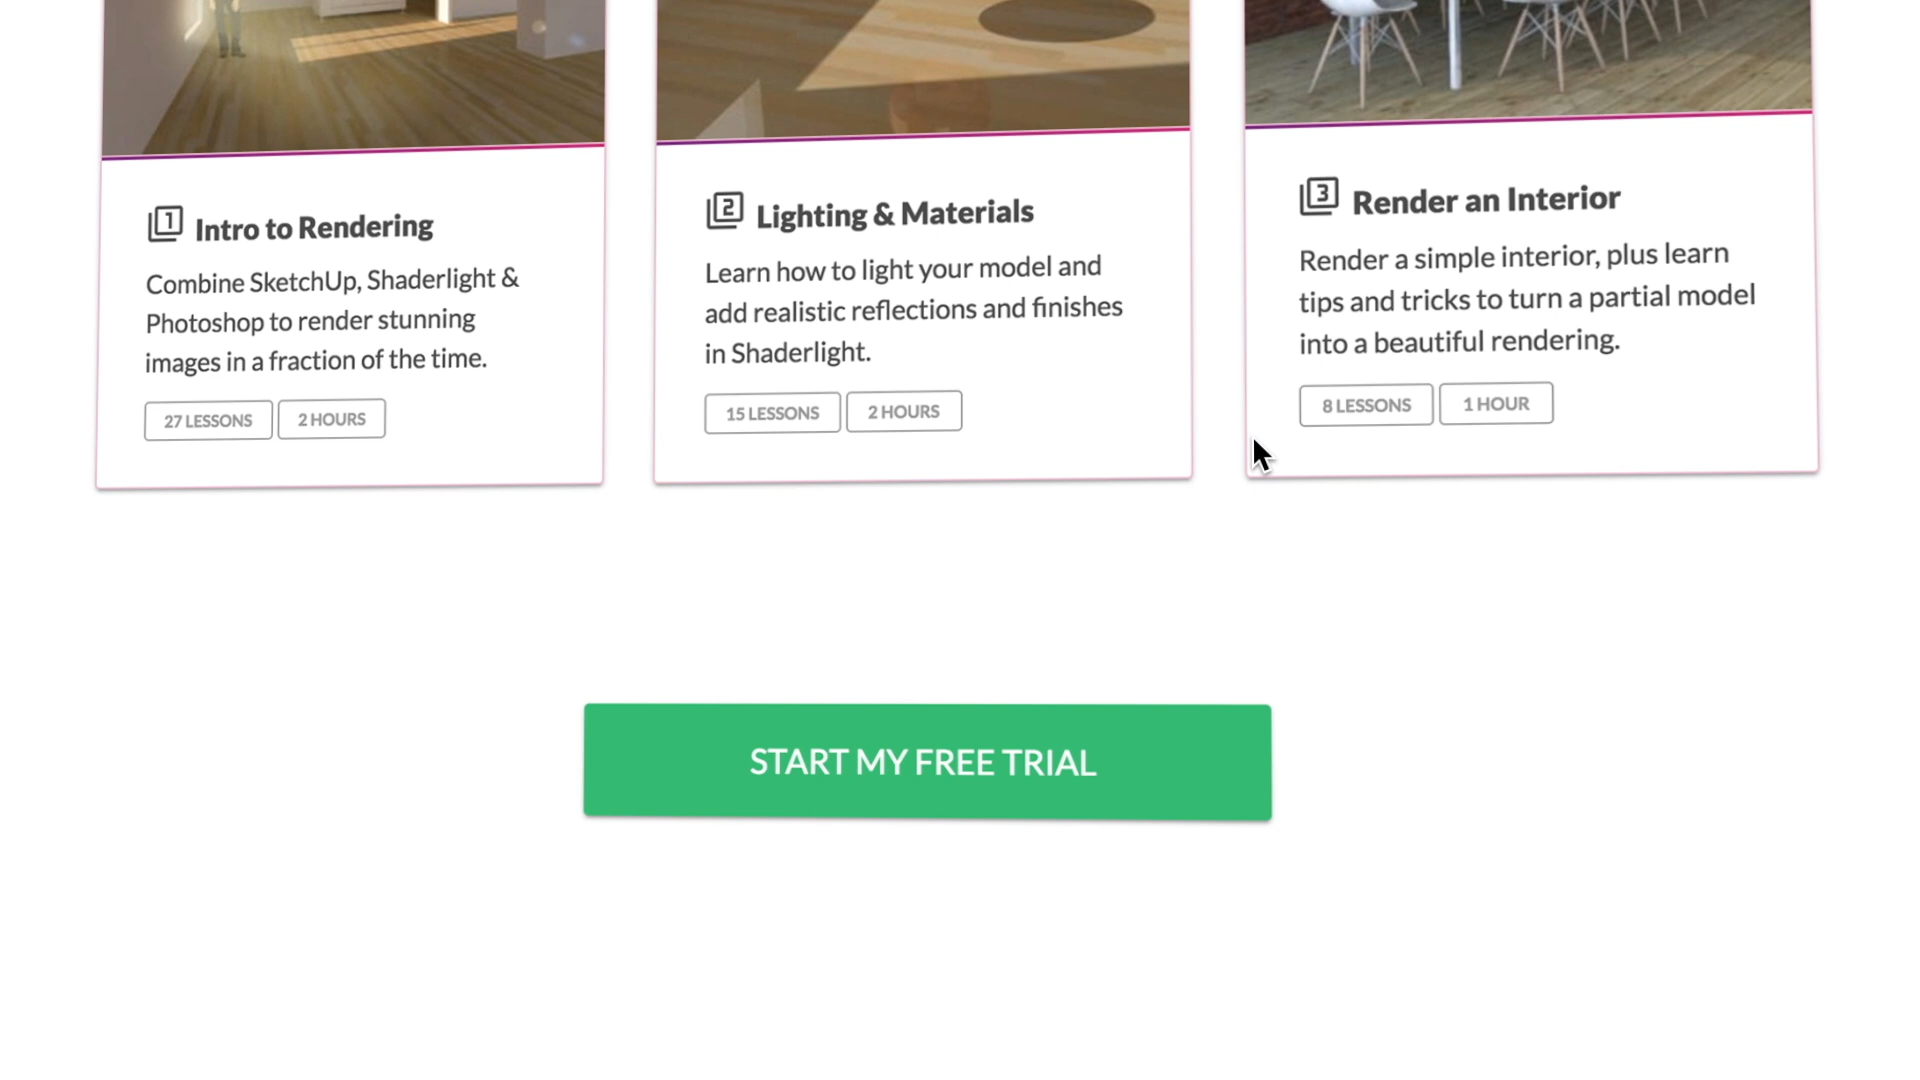 1 Intro to Rendering
Combine SketchUp, Shaderlight &
Photoshop to render stunning
images in a fraction of the time.
27 LESSONS 2 HOURS
2 Lighting & Materials
Learn how to light your model and
add realistic reflections and finishes
in Shaderlight.
15 LESSONS 2 HOURS
3 Render an Interior
Render a simple interior, plus learn
tips and tricks to turn a partial model
into a beautiful rendering.
8 LESSONS 1 HOUR
START MY FREE TRIAL